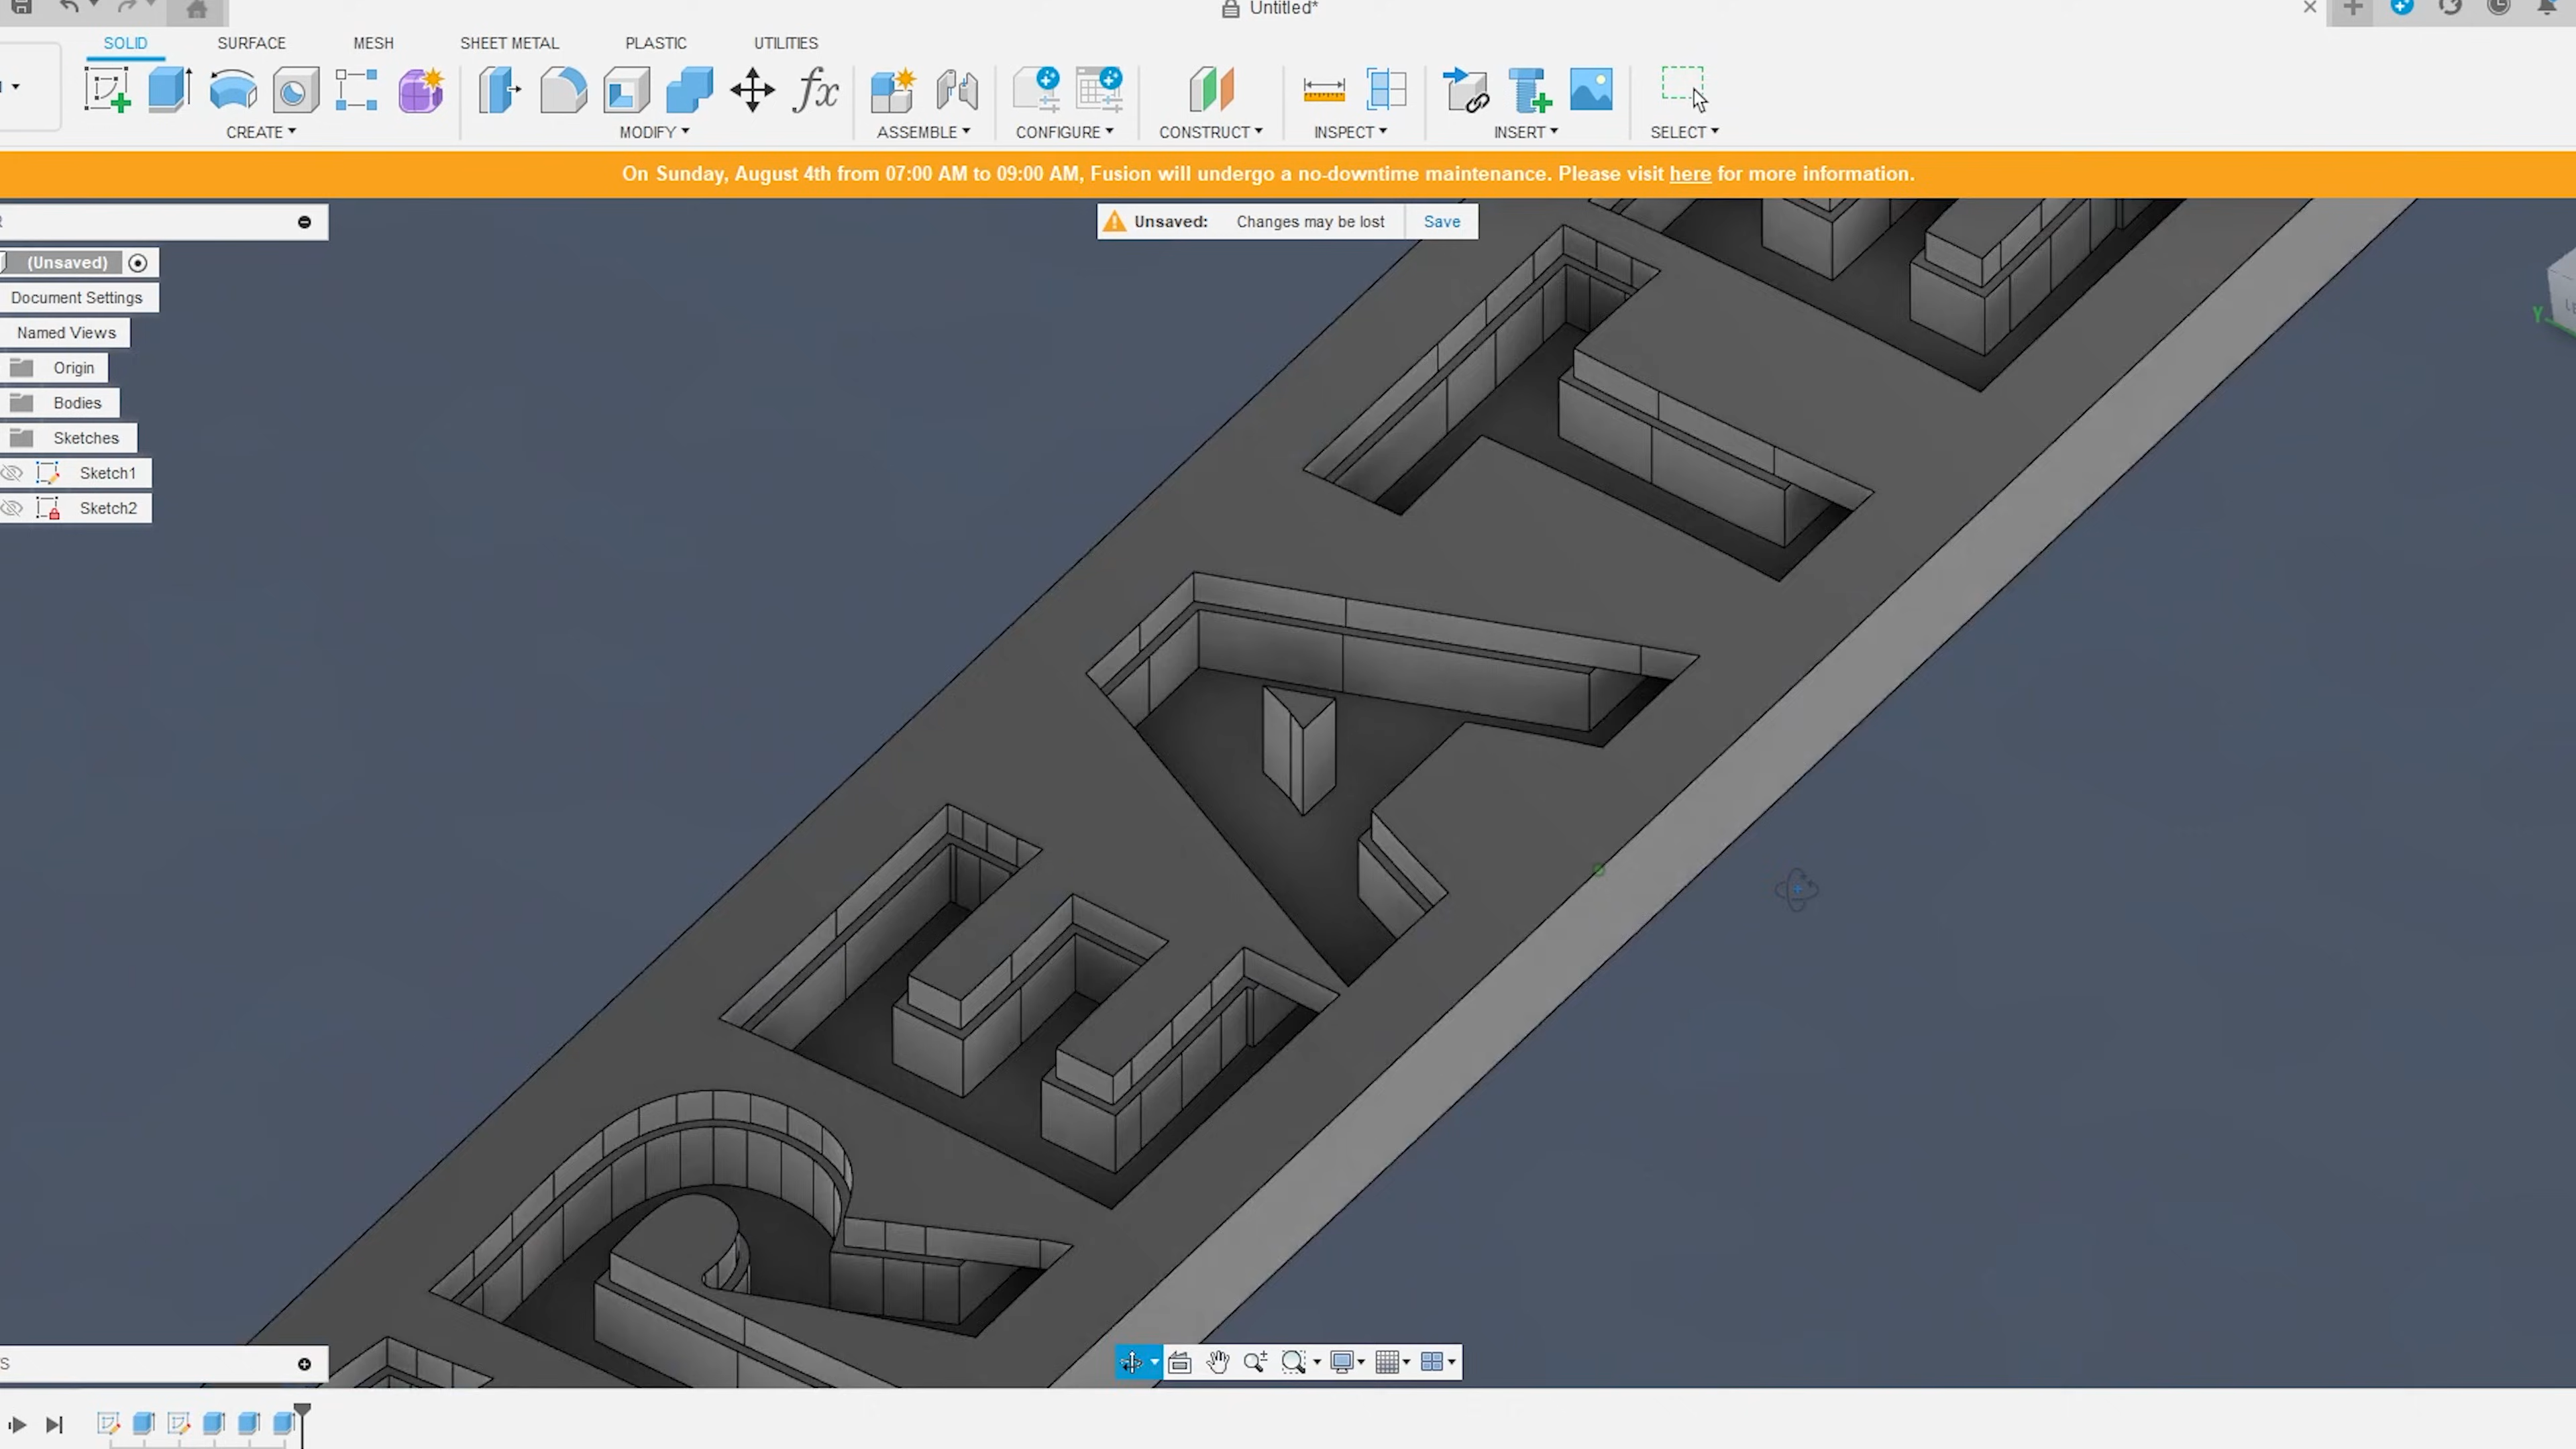 Untitled*
SOLID SURFACE MESH SHEET METAL PLASTIC UTILITIES
fx
CREATE MODIFY ASSEMBLE CONFIGURE CONSTRUCT INSPECT INSERT SELECT
On Sunday, August 4th from 07:00 AM to 09:00 AM, Fusion will undergo a no-downtime maintenance. Please visit here for more information.
Unsaved: Changes may be lost Save
(Unsaved)
Document Settings
Named Views
Origin
Bodies
Sketches
Sketch1
Sketch2
Y
R E A T E
S